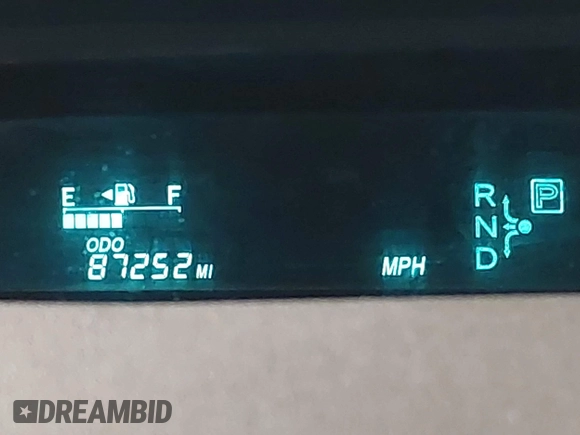 E F
ODO
87252 MI
MPH
R P
N
D
DREAMBID